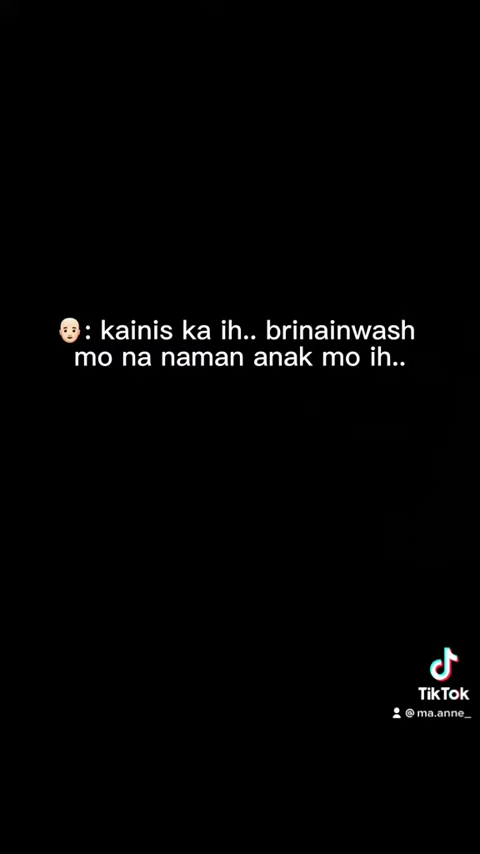 👨🏻‍🦲: kainis ka ih.. brinainwash
mo na naman anak mo ih..
TikTok
@ma.anne_